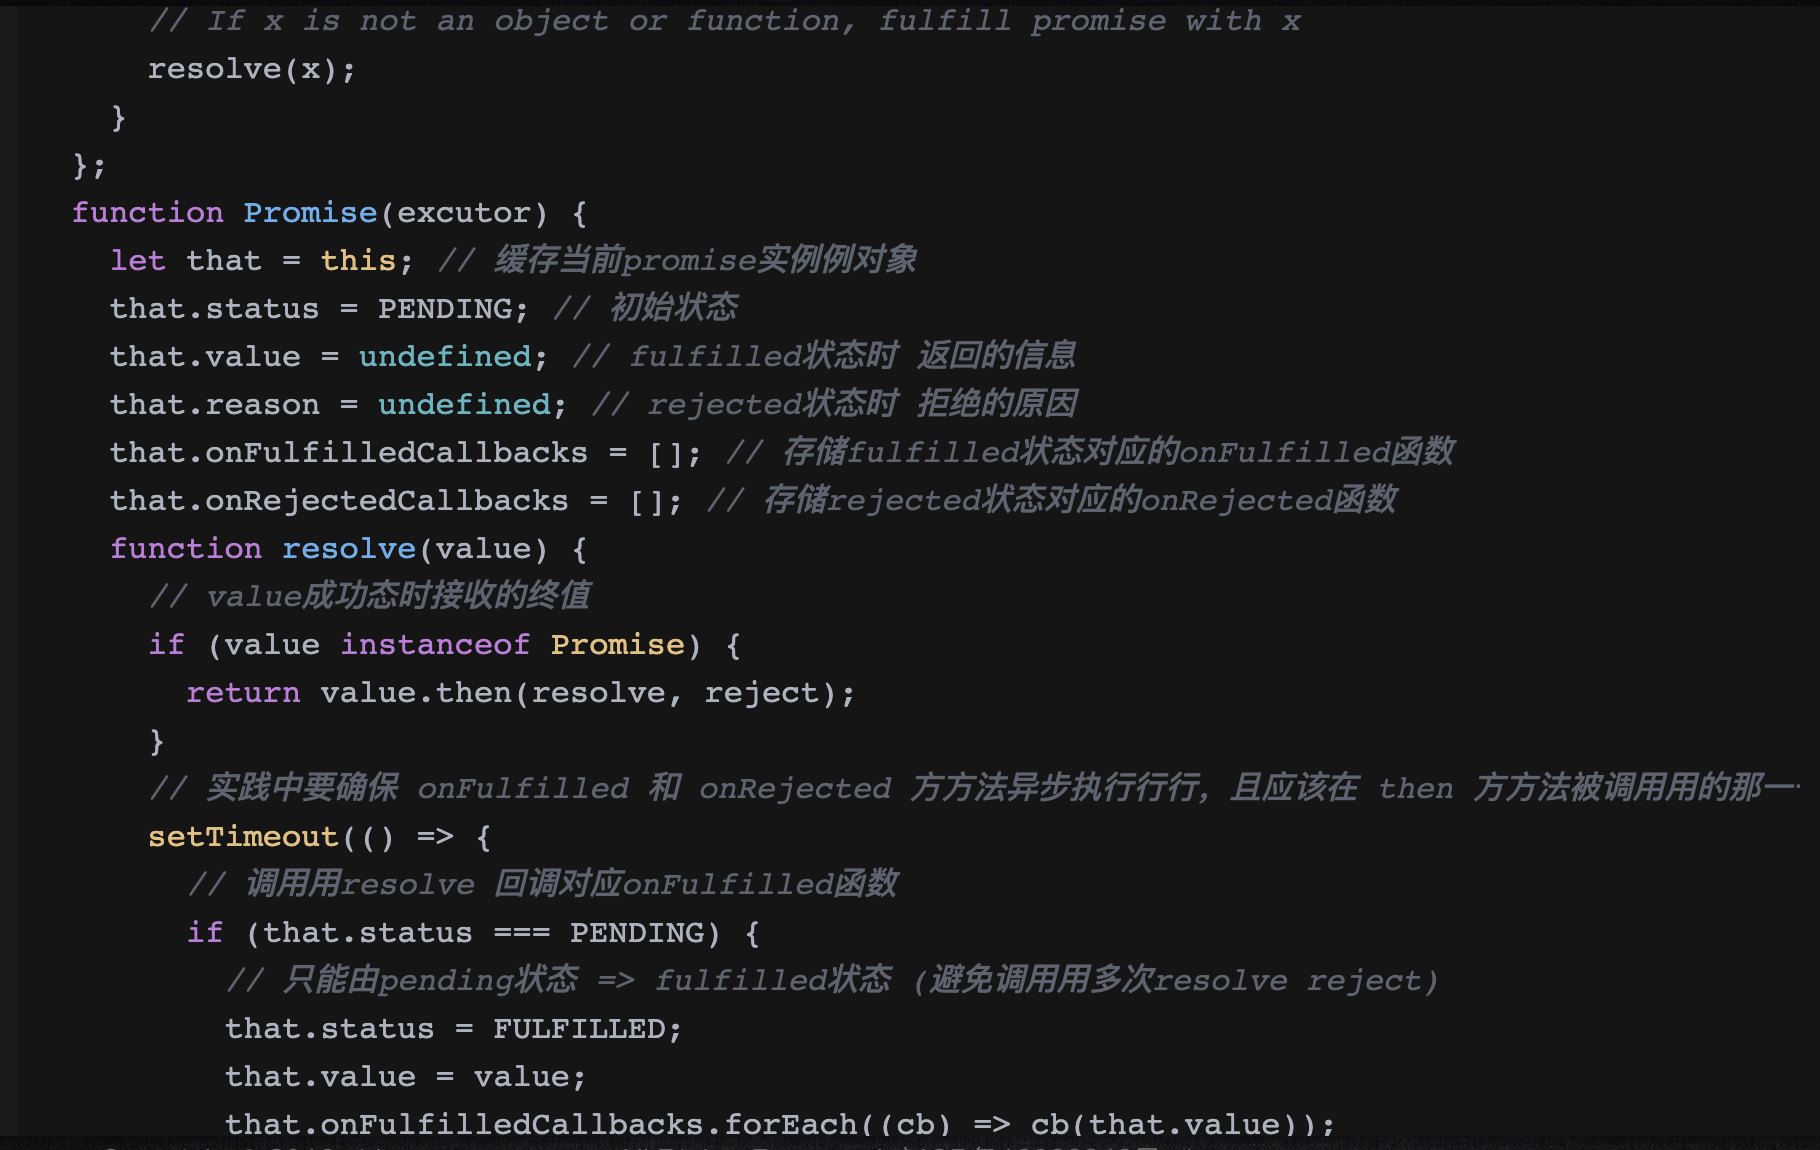 // If x is not an object or function, fulfill promise with x
resolve(x);
}
};
function Promise(excutor) {
let that = this; // 缓存当前promise实例例对象
that.status = PENDING; // 初始状态
that.value = undefined; // fulfilled状态时 返回的信息
that.reason = undefined; // rejected状态时 拒绝的原因
that.onFulfilledCallbacks = []; // 存储fulfilled状态对应的onFulfilled函数
that.onRejectedCallbacks = []; // 存储rejected状态对应的onRejected函数
function resolve(value) {
// value成功态时接收的终值
if (value instanceof Promise) {
return value.then(resolve, reject);
}
// 实践中要确保 onFulfilled 和 onRejected 方方法异步执行行行，且应该在 then 方方法被调用用的那一
setTimeout(() => {
// 调用用resolve 回调对应onFulfilled函数
if (that.status === PENDING) {
// 只能由pending状态 => fulfilled状态 (避免调用用多次resolve reject)
that.status = FULFILLED;
that.value = value;
that.onFulfilledCallbacks.forEach((cb) => cb(that.value));